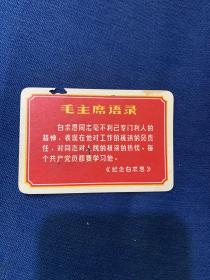 毛主席语录
白求恩同志毫不利己专门利人的
精神，表现在他对工作的极端的负责
任，对同志对人民的极端的热忱。每
个共产党员都要学习他。
《纪念白求恩》